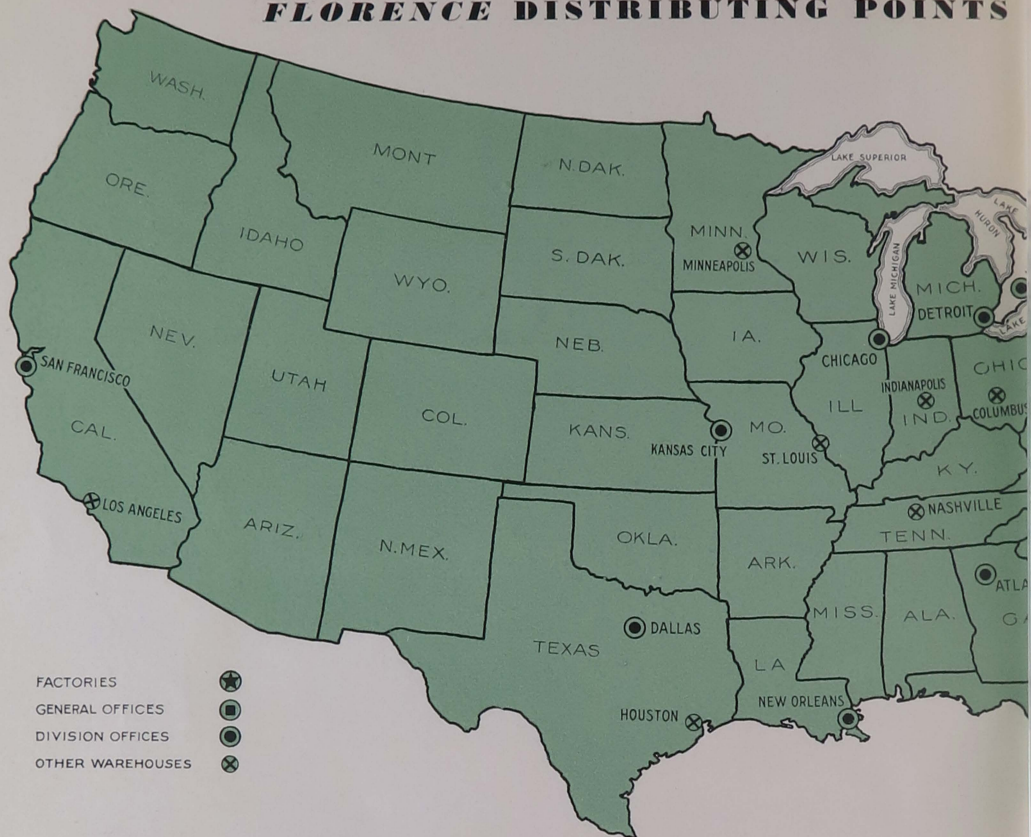 FLORENCE DISTRIBUTING POINTS
WASH.
MONT
N.DAK.
LAKE SUPERIOR
ORE.
IDAHO
MINN.
MINNEAPOLIS
WIS.
LAKE MICHIGAN
LAKE HURON
MICH.
DETROIT
LAKE
S. DAK.
WYO.
NEV.
SAN FRANCISCO
UTAH
NEB.
IA.
CHICAGO
INDIANAPOLIS
IND.
COLUMBUS
CAL.
COL.
KANS.
KANSAS CITY
MO.
ST. LOUIS
ILL
KY.
LOS ANGELES
ARIZ.
N.MEX.
OKLA.
ARK.
NASHVILLE
TENN.
TEXAS
DALLAS
MISS.
ALA.
LA
NEW ORLEANS
HOUSTON
FACTORIES
GENERAL OFFICES
DIVISION OFFICES
OTHER WAREHOUSES